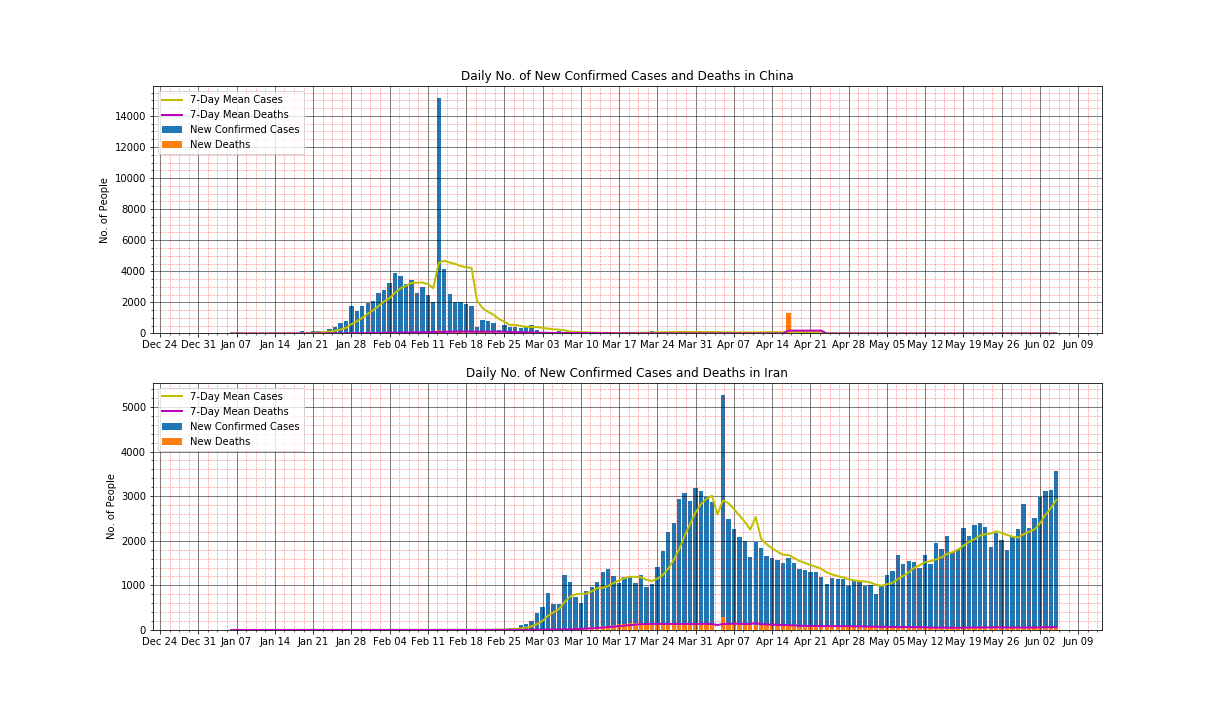 Daily No. of New Confirmed Cases and Deaths in China
7-Day Mean Cases
7-Day Mean Deaths
New Confirmed Cases
New Deaths
No. of People
14000
12000
10000
8000
6000
4000
2000
0
Dec 24 Dec 31 Jan 07 Jan 14 Jan 21 Jan 28 Feb 04 Feb 11 Feb 18 Feb 25 Mar 03 Mar 10 Mar 17 Mar 24 Mar 31 Apr 07 Apr 14 Apr 21 Apr 28 May 05 May 12 May 19 May 26 Jun 02 Jun 09
Daily No. of New Confirmed Cases and Deaths in Iran
7-Day Mean Cases
7-Day Mean Deaths
New Confirmed Cases
New Deaths
No. of People
5000
4000
3000
2000
1000
0
Dec 24 Dec 31 Jan 07 Jan 14 Jan 21 Jan 28 Feb 04 Feb 11 Feb 18 Feb 25 Mar 03 Mar 10 Mar 17 Mar 24 Mar 31 Apr 07 Apr 14 Apr 21 Apr 28 May 05 May 12 May 19 May 26 Jun 02 Jun 09